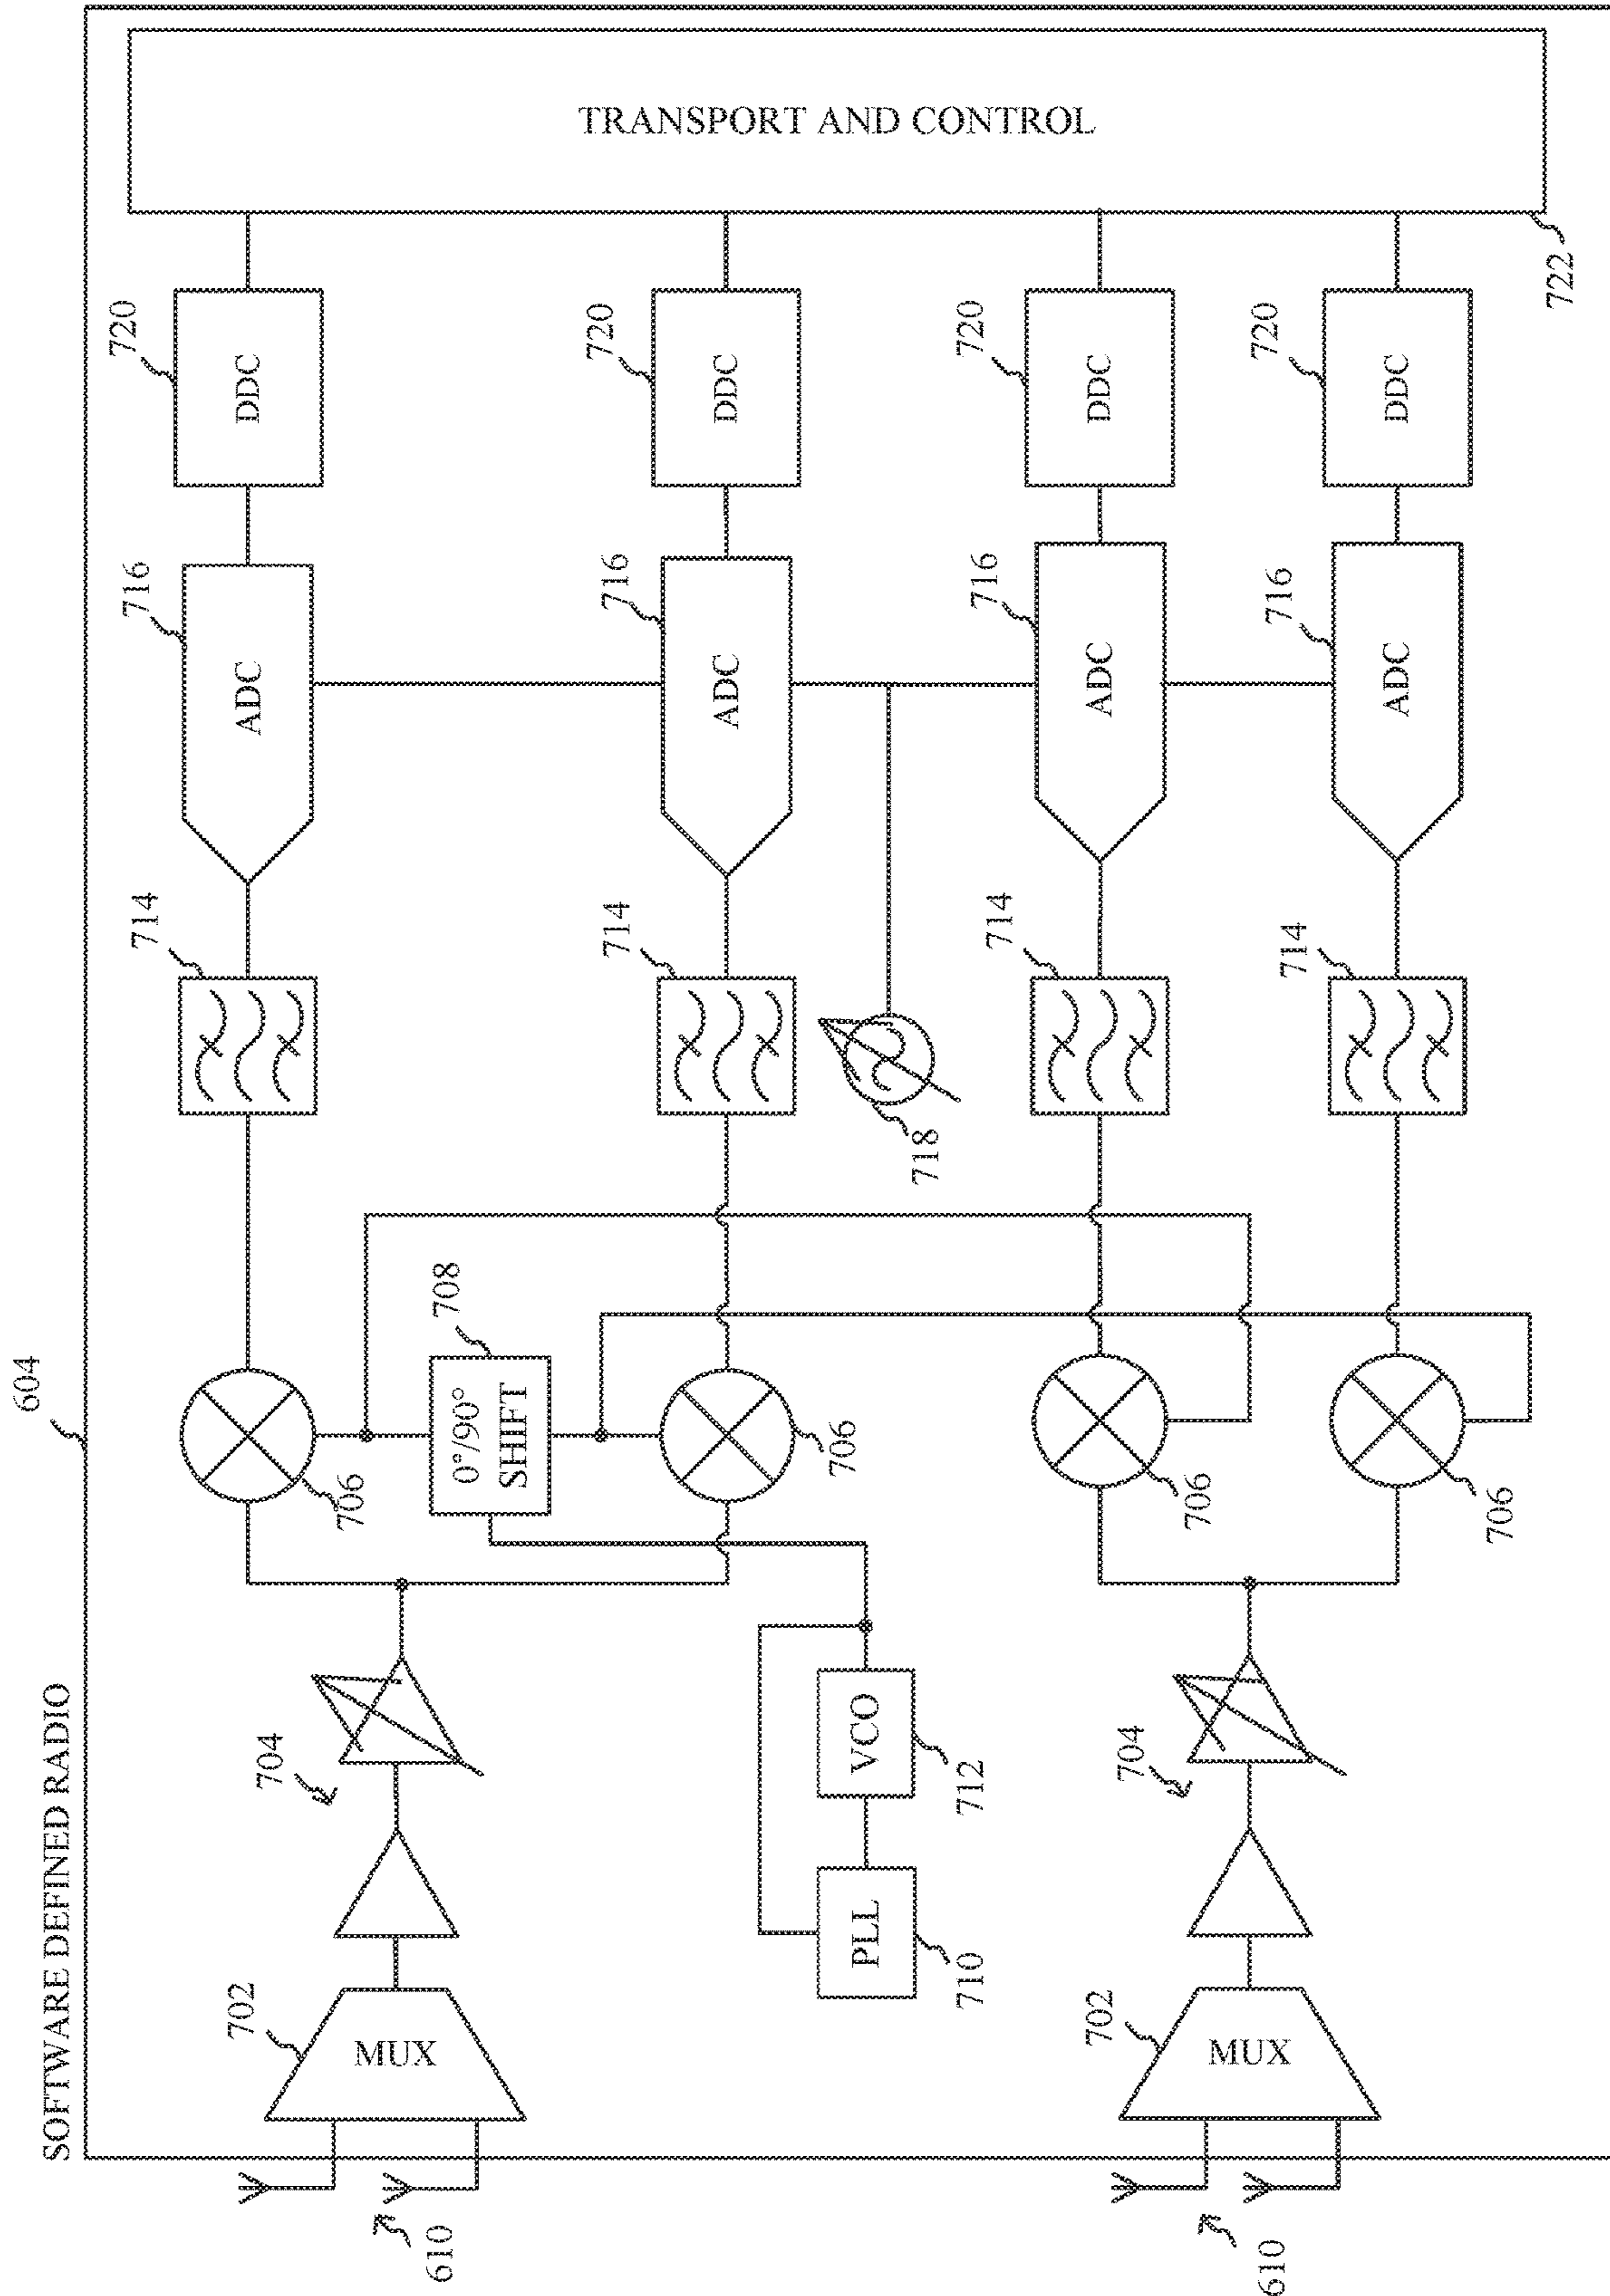 SOFTWARE DEFINED RADIO
604
TRANSPORT AND CONTROL
722
720
DDC
720
DDC
720
DDC
720
DDC
716
ADC
716
ADC
716
ADC
716
ADC
714
714
714
714
718
708
0°/90°
SHIFT
706
706
706
706
704
VCO
712
704
PLL
710
702
MUX
702
MUX
610
610